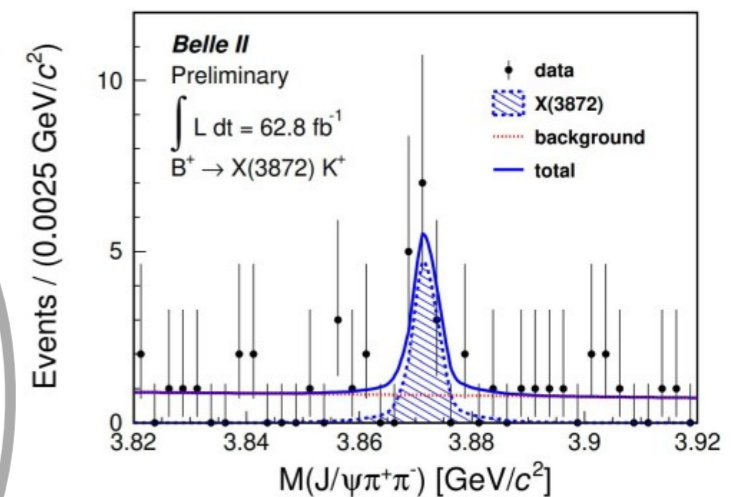 Belle II
Preliminary
∫ L dt = 62.8 fb⁻¹
B⁺ → X(3872) K⁺
data
X(3872)
background
total
Events / (0.0025 GeV/c²)
10
5
0
3.82 3.84 3.86 3.88 3.9 3.92
M(J/ψπ⁺π⁻) [GeV/c²]